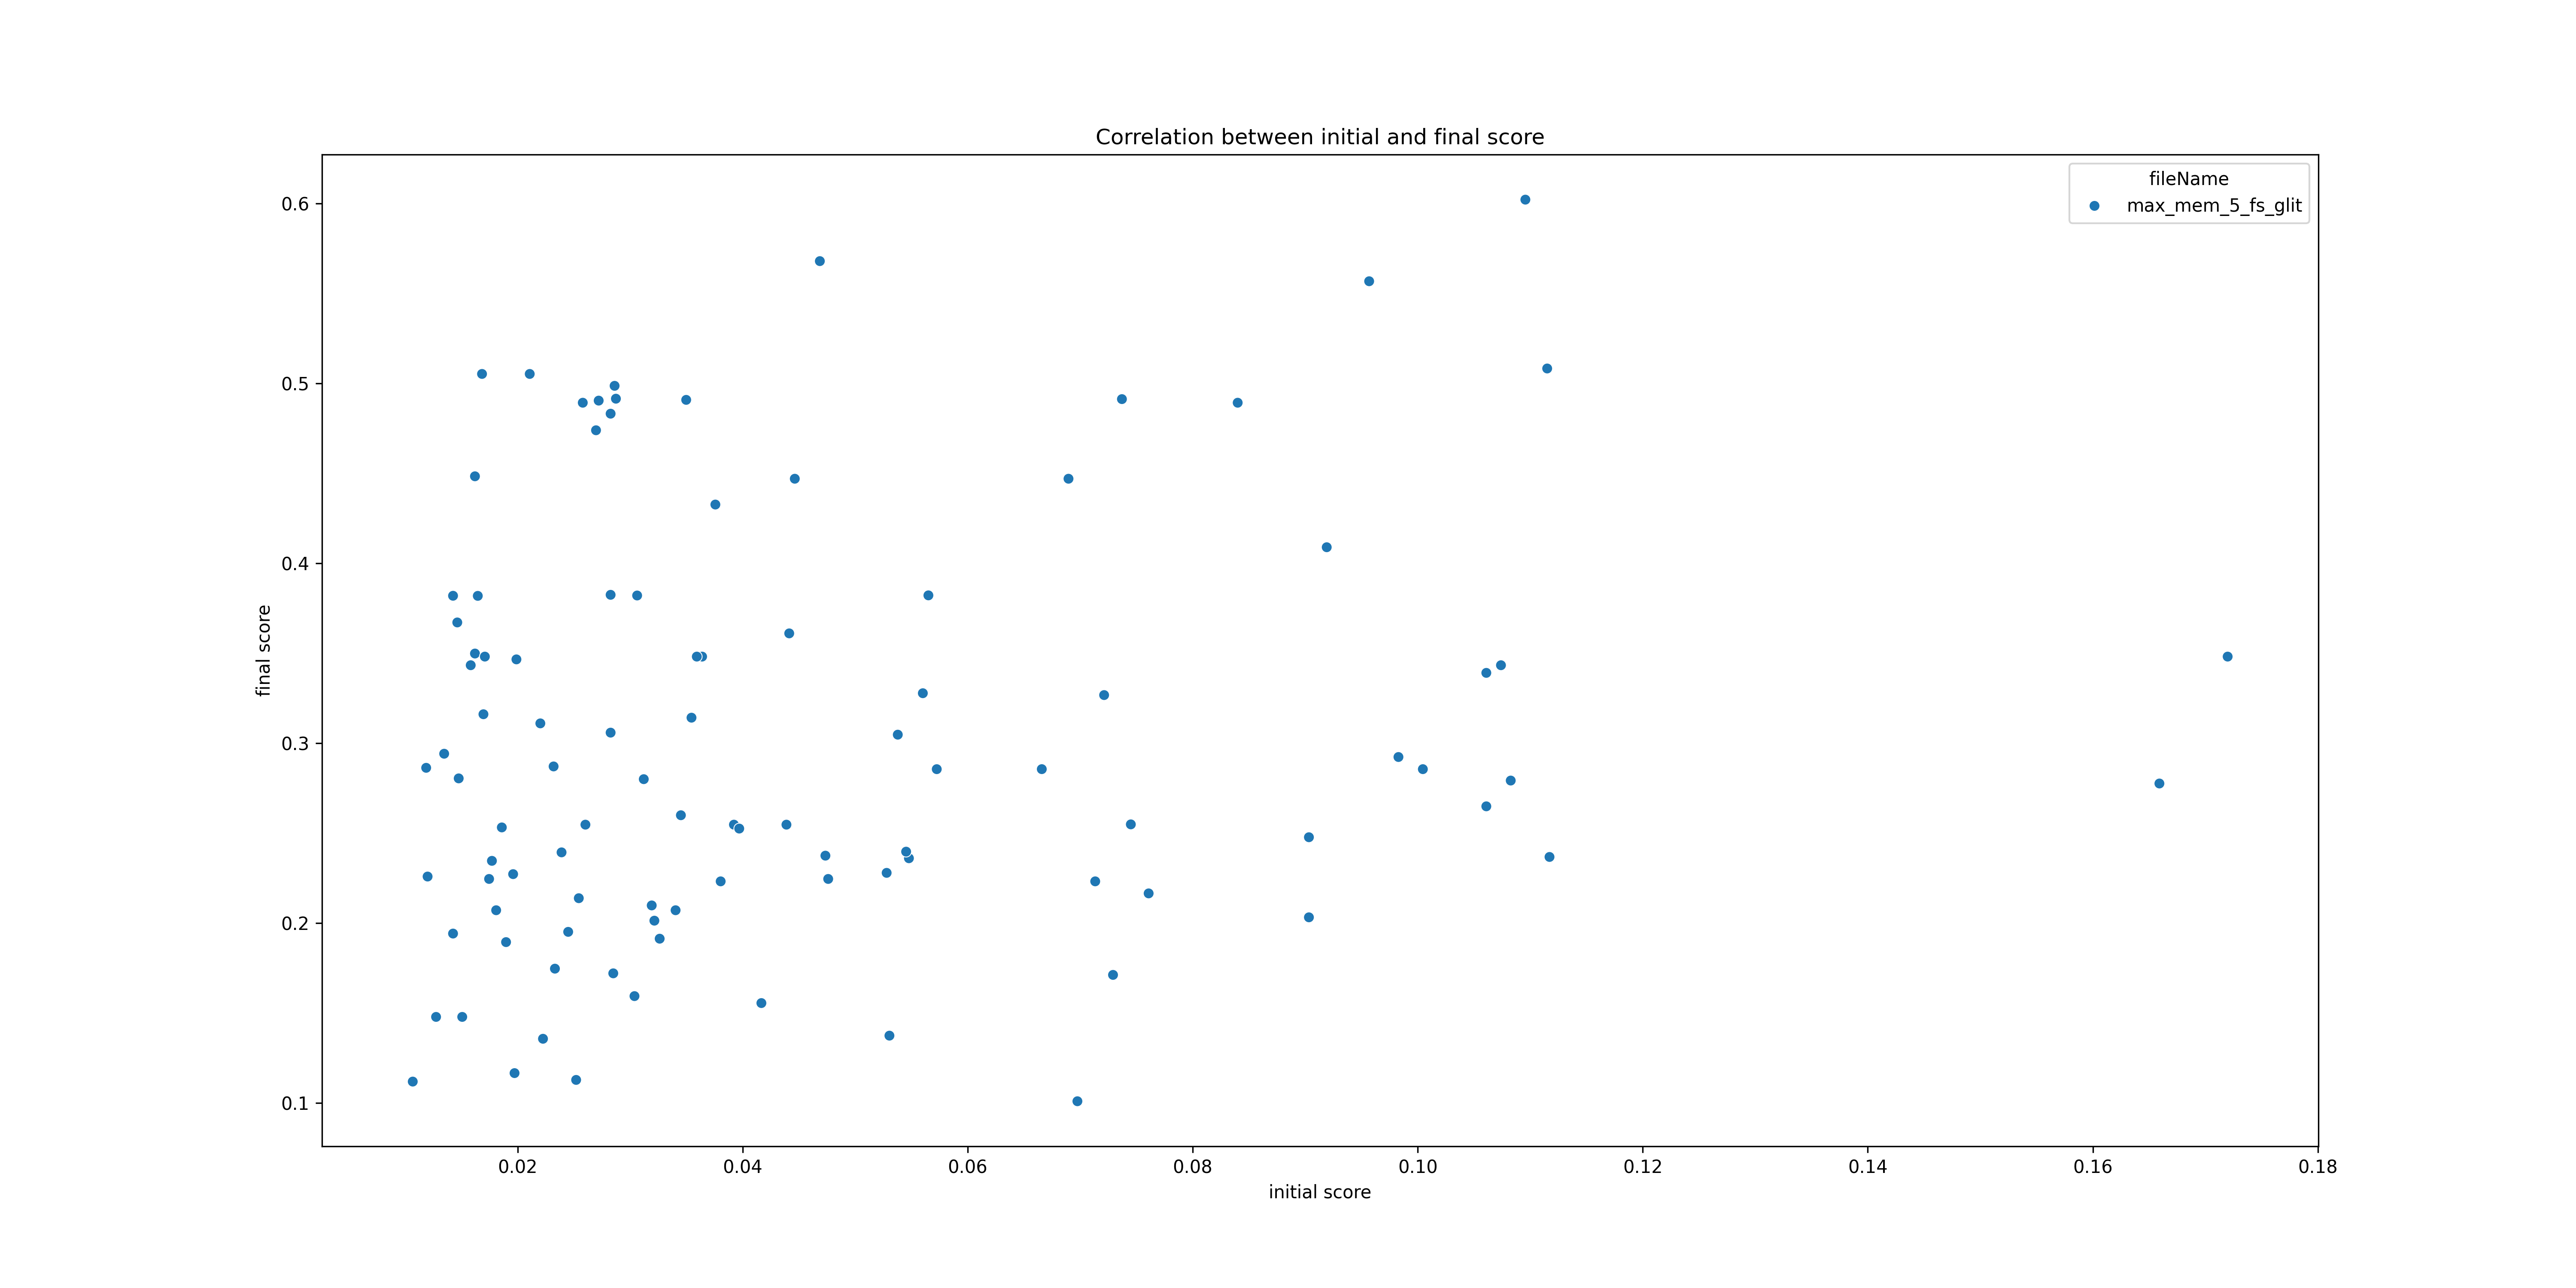 Correlation between initial and final score
fileName
max_mem_5_fs_glit
0.6
0.5
0.4
0.3
0.2
0.1
final score
0.02 0.04 0.06 0.08 0.10 0.12 0.14 0.16 0.18
initial score